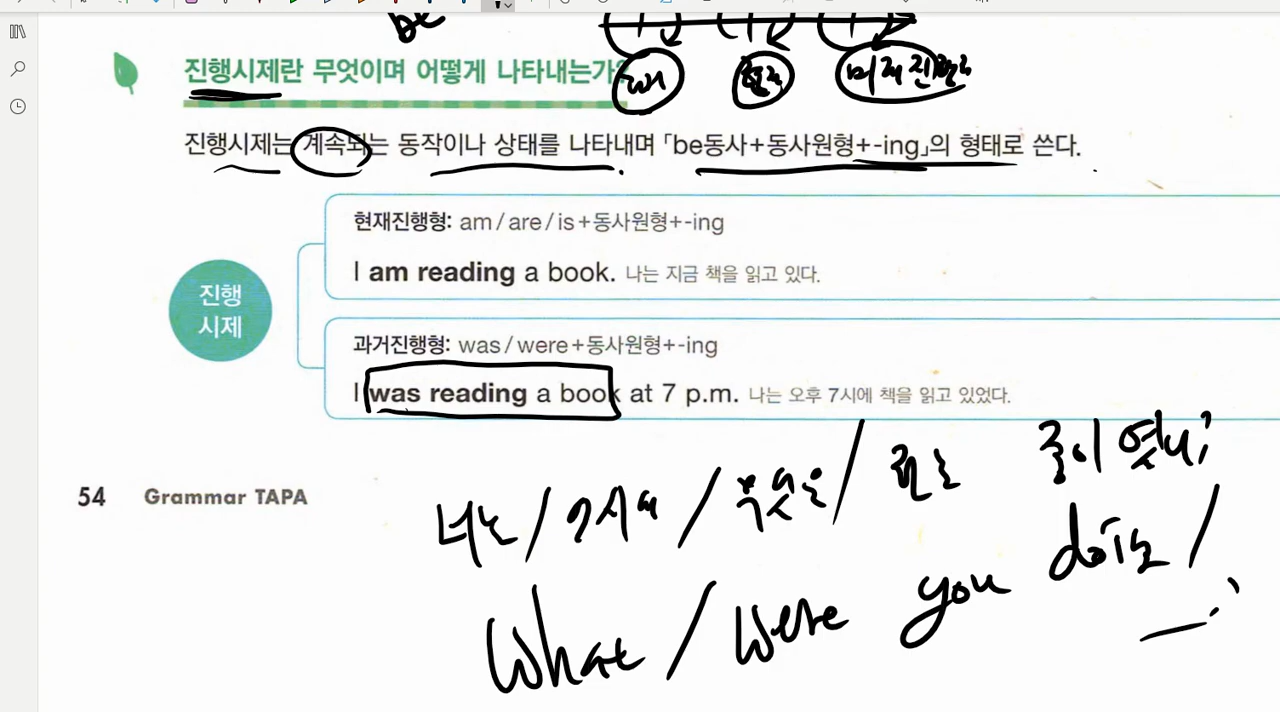 be
진행시제란 무엇이며 어떻게 나타내는가
과거 현재 미래 진행
진행시제는 계속되는 동작이나 상태를 나타내며 「be동사+동사원형+-ing」의 형태로 쓴다.
현재진행형: am/are/is+동사원형+-ing
I am reading a book. 나는 지금 책을 읽고 있다.
진행
시제
과거진행형: was/were+동사원형+-ing
I was reading a book at 7 p.m. 나는 오후 7시에 책을 읽고 있었다.
너는/7시에/무엇을/ 중이었니?
54 Grammar TAPA
What/were you doing/